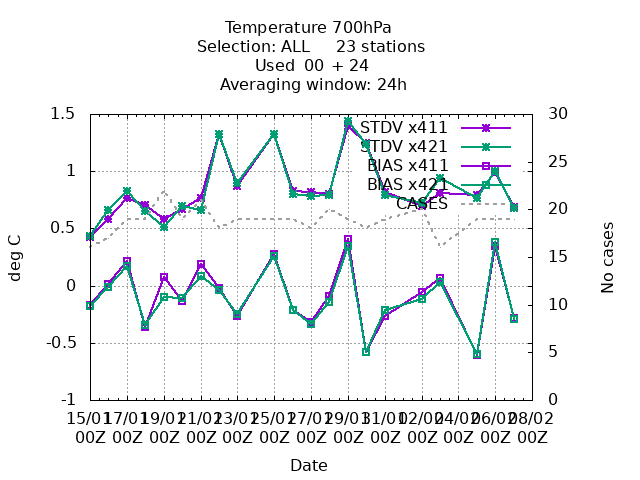 Temperature 700hPa
Selection: ALL     23 stations
Used  00  + 24
Averaging window: 24h
1.5
1
0.5
0
-0.5
-1
deg C
30
25
20
15
10
5
0
No cases
STDV x411
STDV x421
BIAS x411
BIAS x421
CASES
15/01 17/01 19/01 21/01 23/01 25/01 27/01 29/01 31/01 02/02 04/02 06/02 08/02
00Z 00Z 00Z 00Z 00Z 00Z 00Z 00Z 00Z 00Z 00Z 00Z 00Z
Date